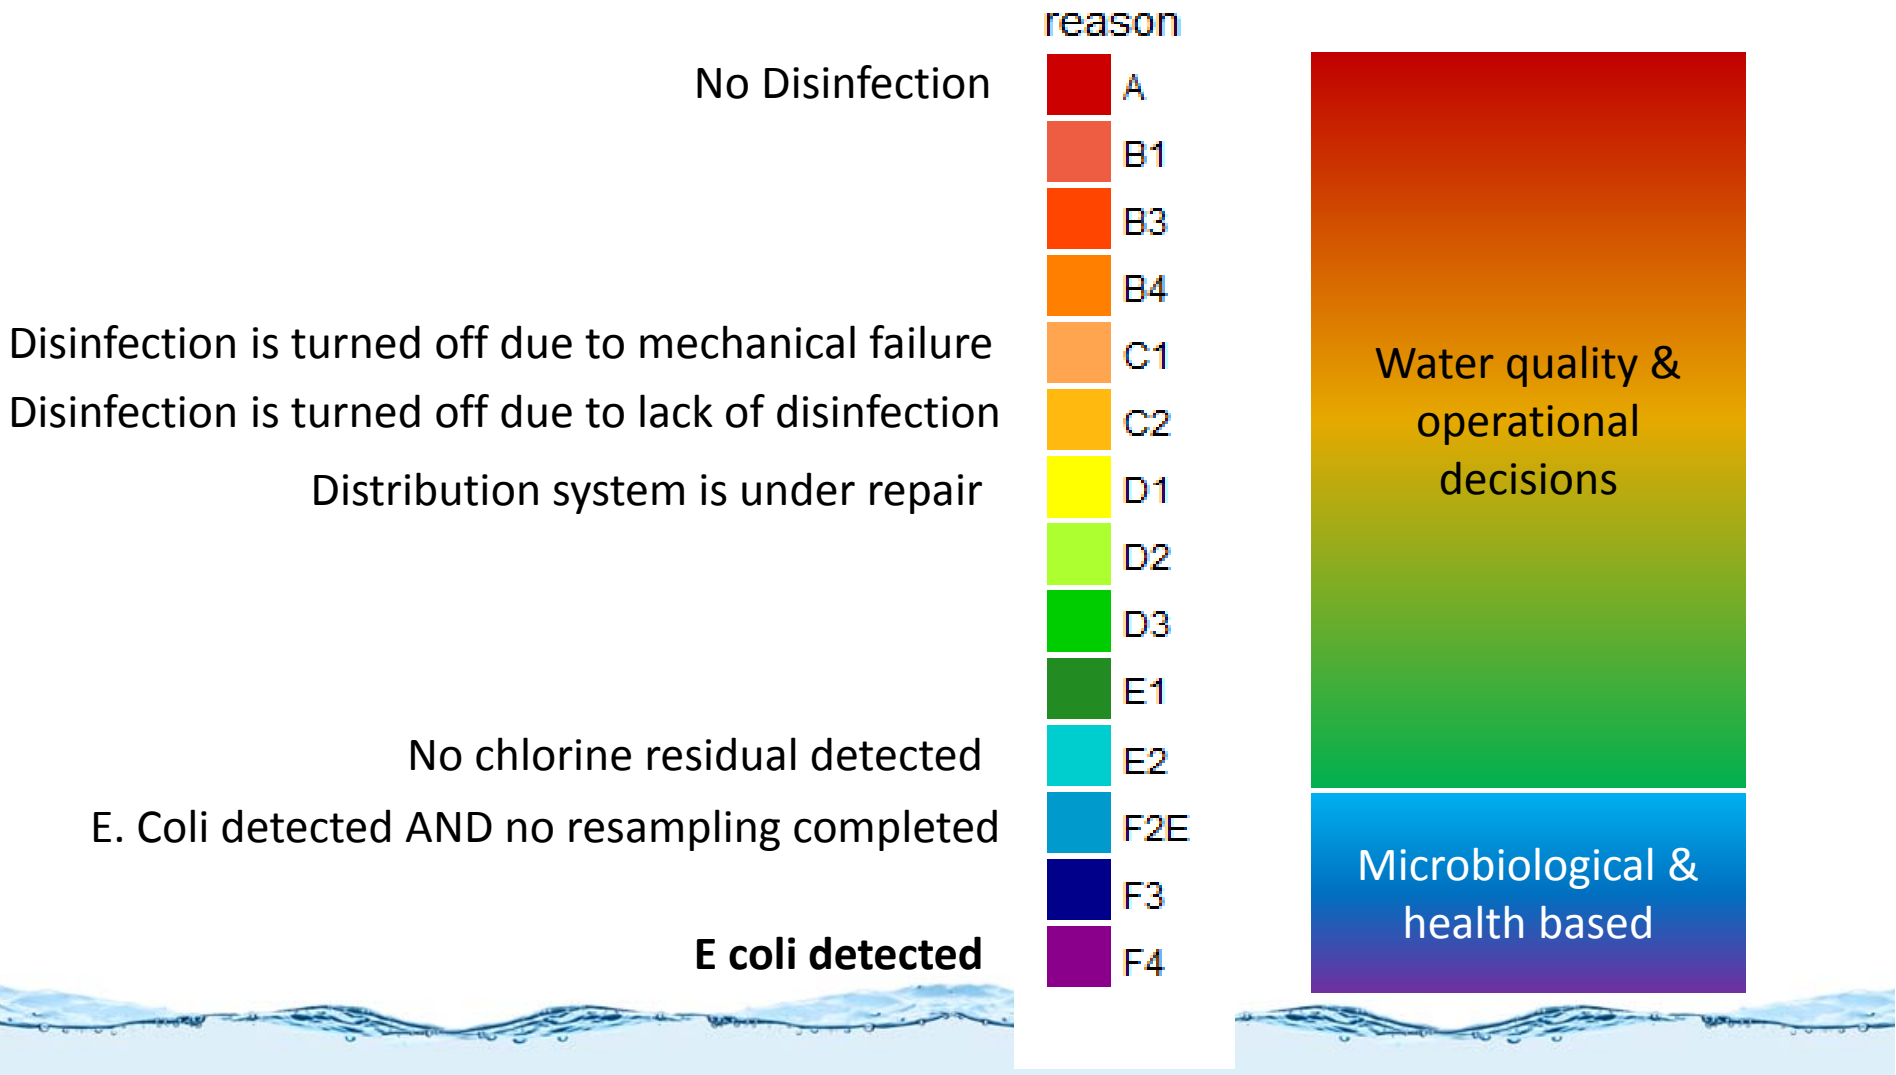 reason
No Disinfection
A
B1
B3
B4
Disinfection is turned off due to mechanical failure
C1
Disinfection is turned off due to lack of disinfection
C2
Distribution system is under repair
D1
D2
D3
E1
No chlorine residual detected
E2
E. Coli detected AND no resampling completed
F2E
F3
E coli detected
F4
Water quality &
operational
decisions
Microbiological &
health based